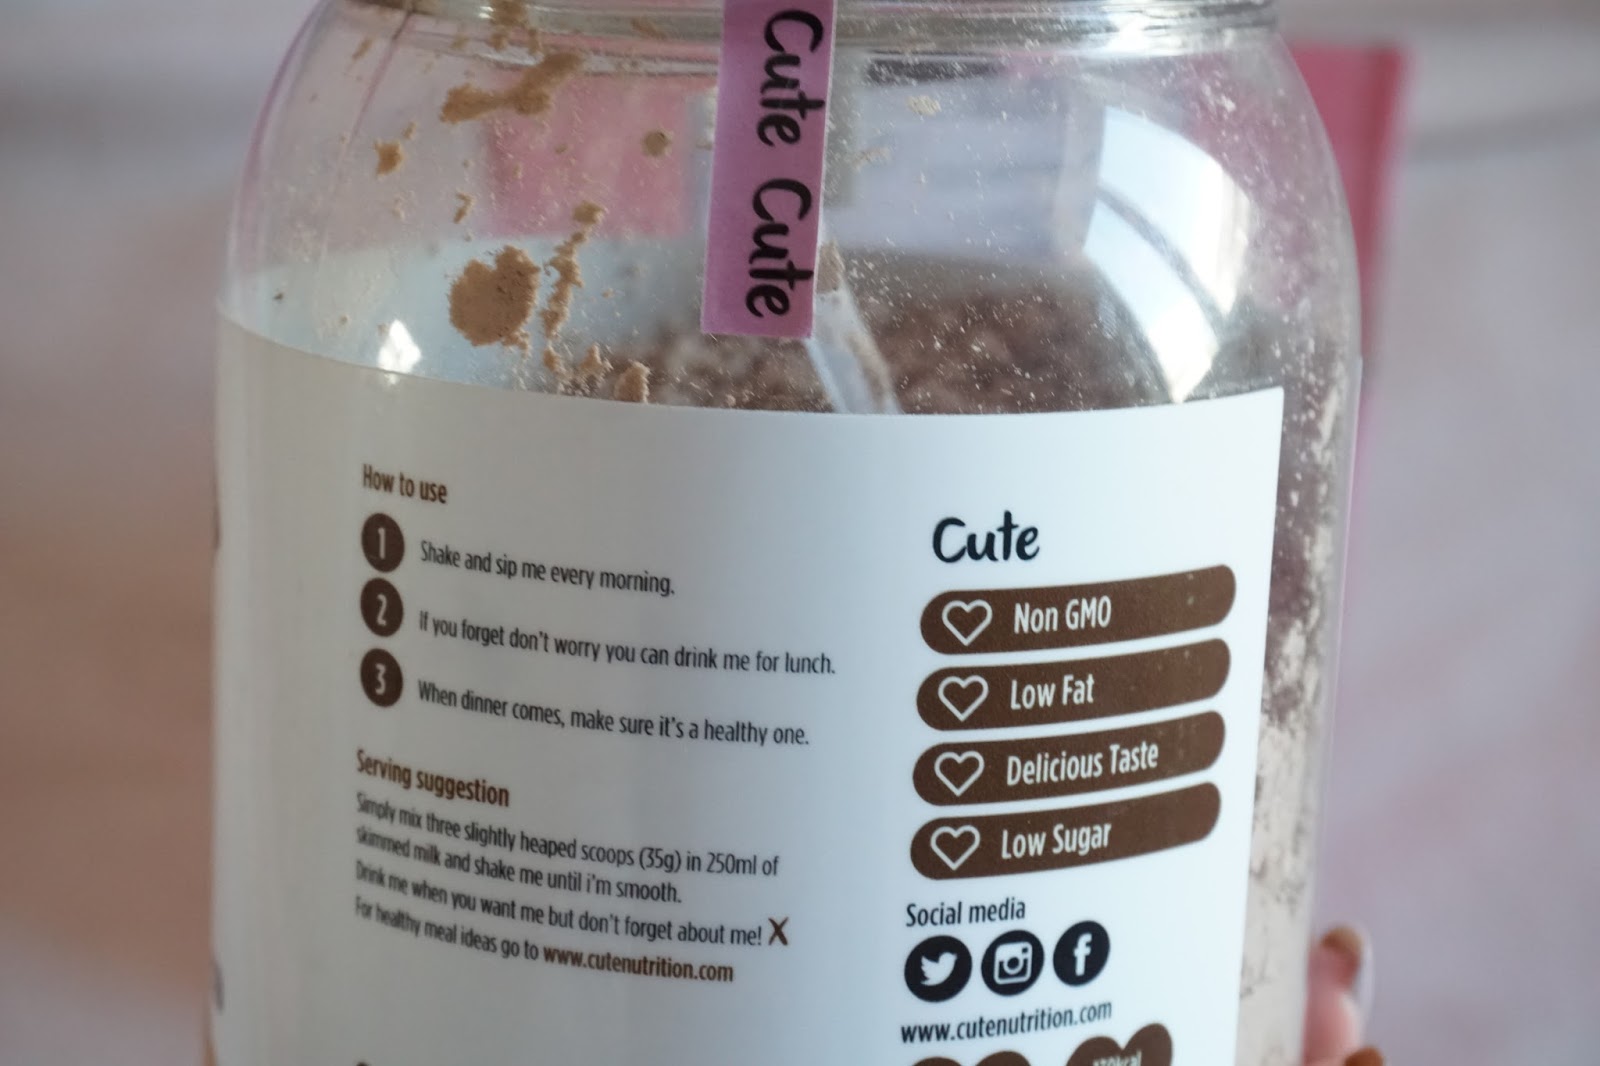 Cute Cute
How to use
1 Shake and sip me every morning.
2 If you forget don't worry you can drink me for lunch.
3 When dinner comes, make sure it's a healthy one.
Serving suggestion
Simply mix three slightly heaped scoops (35g) in 250ml of
skimmed milk and shake me until i'm smooth.
Drink me when you want me but don't forget about me! X
For healthy meal ideas go to www.cutenutrition.com
Cute
Non GMO
Low Fat
Delicious Taste
Low Sugar
Social media
www.cutenutrition.com